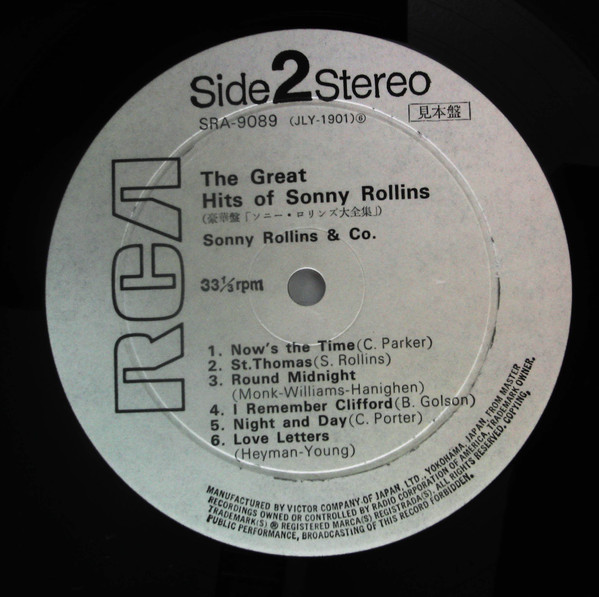 Side 2 Stereo
見本盤
SRA-9089 (JLY-1901)⑥
RCA
The Great
Hits of Sonny Rollins
(豪華盤「ソニー・ロリンズ大全集」)
Sonny Rollins & Co.
33⅓rpm
1. Now's the Time(C. Parker)
2. St.Thomas(S. Rollins)
3. Round Midnight
(Monk-Williams-Hanighen)
4. I Remember Clifford(B. Golson)
5. Night and Day(C. Porter)
6. Love Letters
(Heyman-Young)
MANUFACTURED BY VICTOR COMPANY OF JAPAN, LTD., YOKOHAMA, JAPAN, FROM MASTER
RECORDINGS OWNED OR CONTROLLED BY RADIO CORPORATION OF AMERICA, TRADEMARK OWNER.
TRADEMARK(S) ® REGISTERED MARCA(S) REGISTRADA(S) ALL RIGHTS RESERVED. COPYING,
PUBLIC PERFORMANCE, BROADCASTING OF THIS RECORD FORBIDDEN.